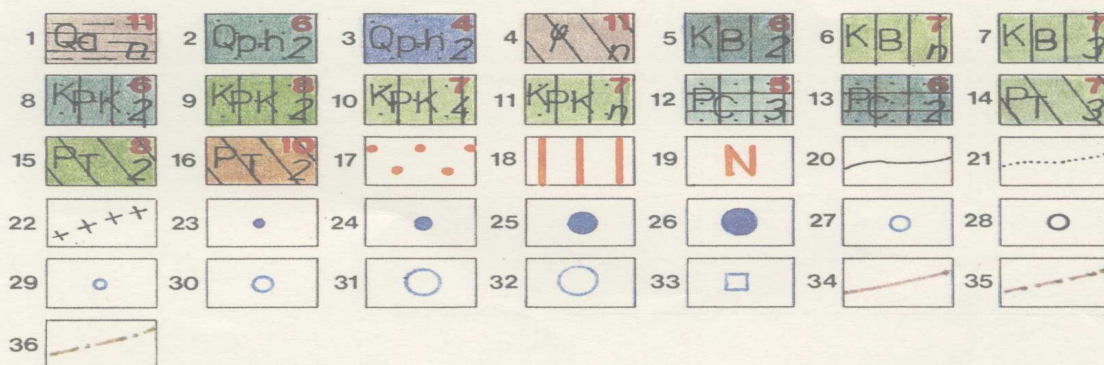 1 Qa 11 n 2 Qp-h 6 2 3 Qp-h 4 2 4 φ 11 n 5 KB 6 2 6 KB 7 n 7 KB 7 3
8 KPK 6 2 9 KPK 8 2 10 KPK 7 4 11 KPK 7 n 12 PC 5 3 13 PC 6 2 14 PT 7 3
15 PT 8 2 16 PT 10 2 17 18 19 N 20 21
22 23 24 25 26 27 28
29 30 31 32 33 34 35
36